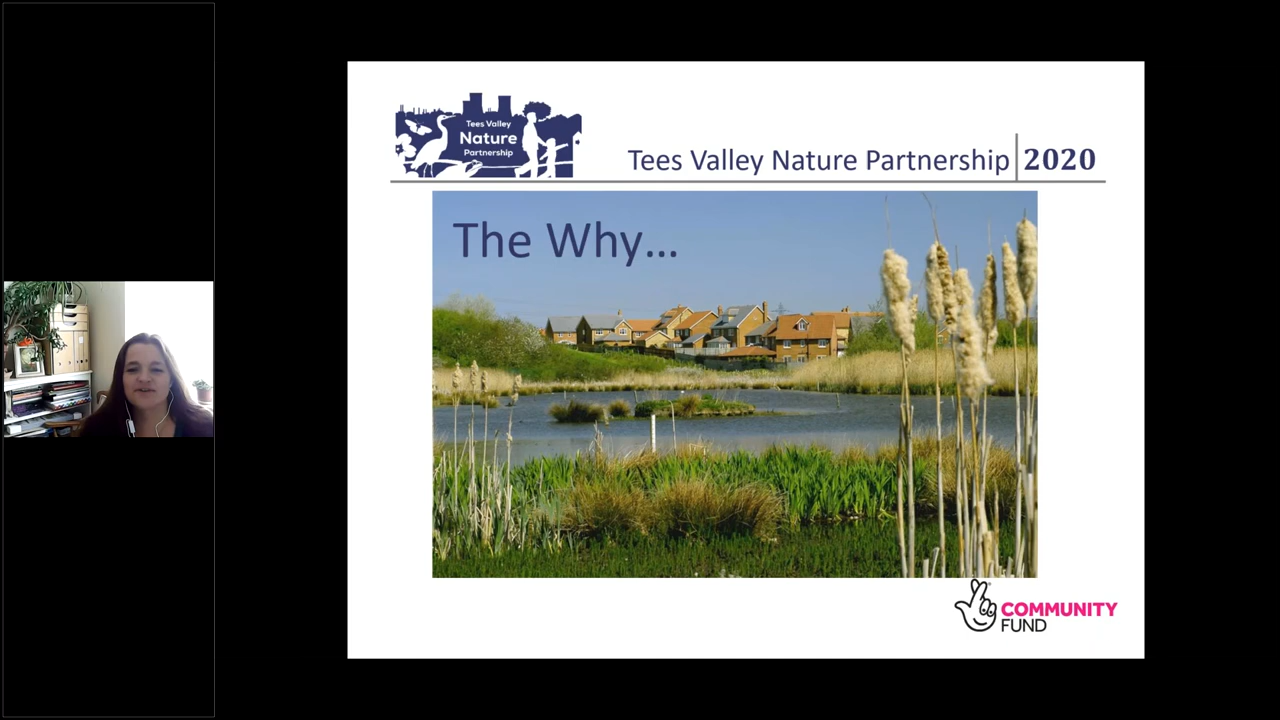 Tees Valley
Nature
Partnership
Tees Valley Nature Partnership 2020
The Why...
COMMUNITY
FUND